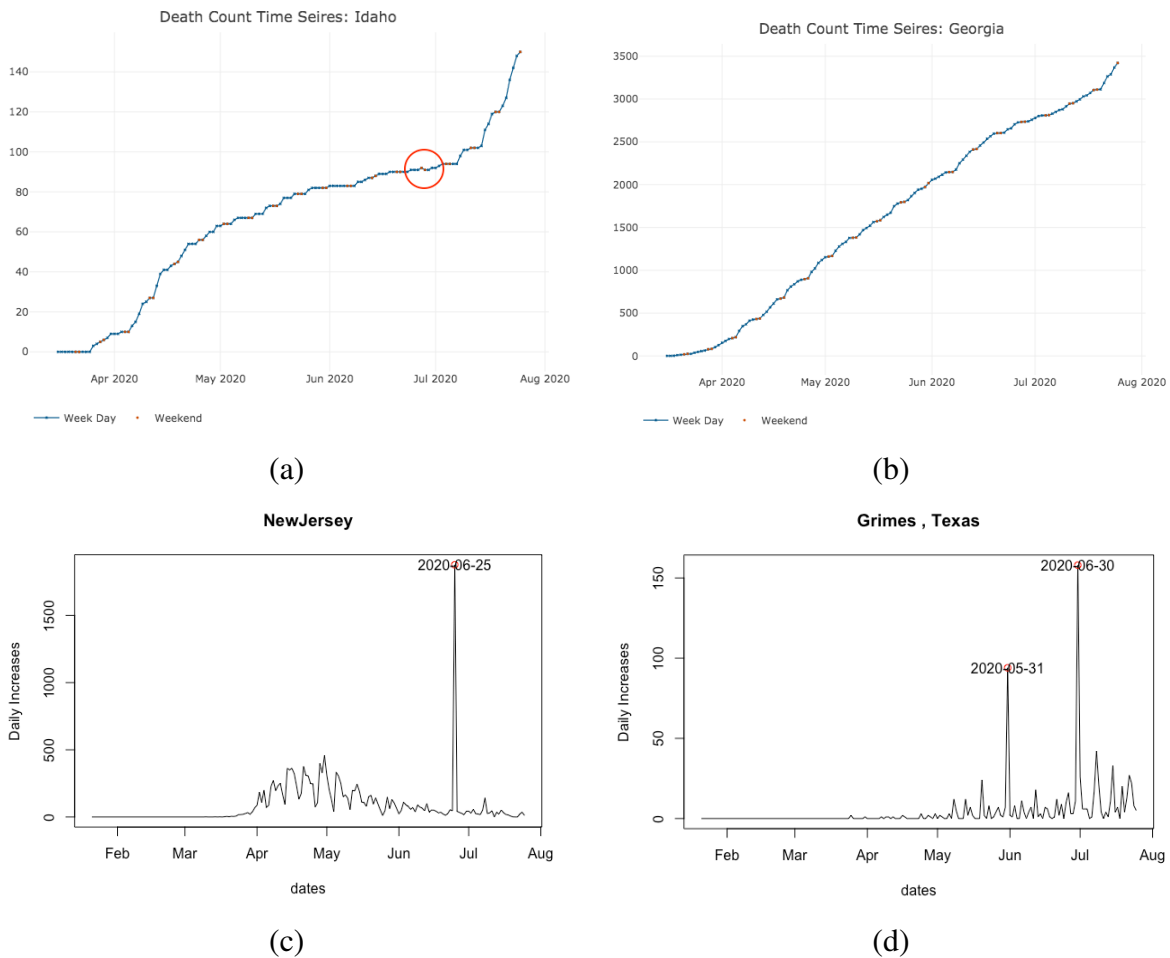 Death Count Time Seires: Idaho
140
120
100
80
60
40
20
0
Apr 2020 May 2020 Jun 2020 Jul 2020 Aug 2020
Week Day Weekend
(a)
Death Count Time Seires: Georgia
3500
3000
2500
2000
1500
1000
500
0
Apr 2020 May 2020 Jun 2020 Jul 2020 Aug 2020
Week Day Weekend
(b)
NewJersey
2020-06-25
Daily Increases
1500
1000
500
0
Feb Mar Apr May Jun Jul Aug
dates
(c)
Grimes , Texas
2020-06-30
2020-05-31
Daily Increases
150
100
50
0
Feb Mar Apr May Jun Jul Aug
dates
(d)